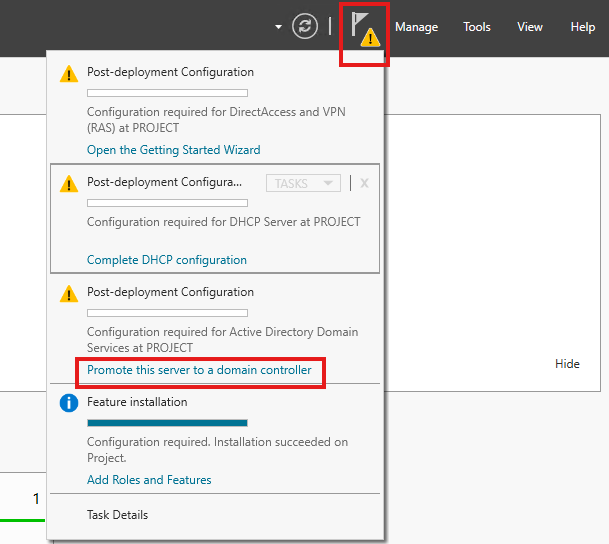 Manage Tools View Help
Post-deployment Configuration
Configuration required for DirectAccess and VPN
(RAS) at PROJECT
Open the Getting Started Wizard
Post-deployment Configura... TASKS X
Configuration required for DHCP Server at PROJECT
Complete DHCP configuration
Post-deployment Configuration
Configuration required for Active Directory Domain
Services at PROJECT
Promote this server to a domain controller
Hide
Feature installation
Configuration required. Installation succeeded on
Project.
Add Roles and Features
1
Task Details